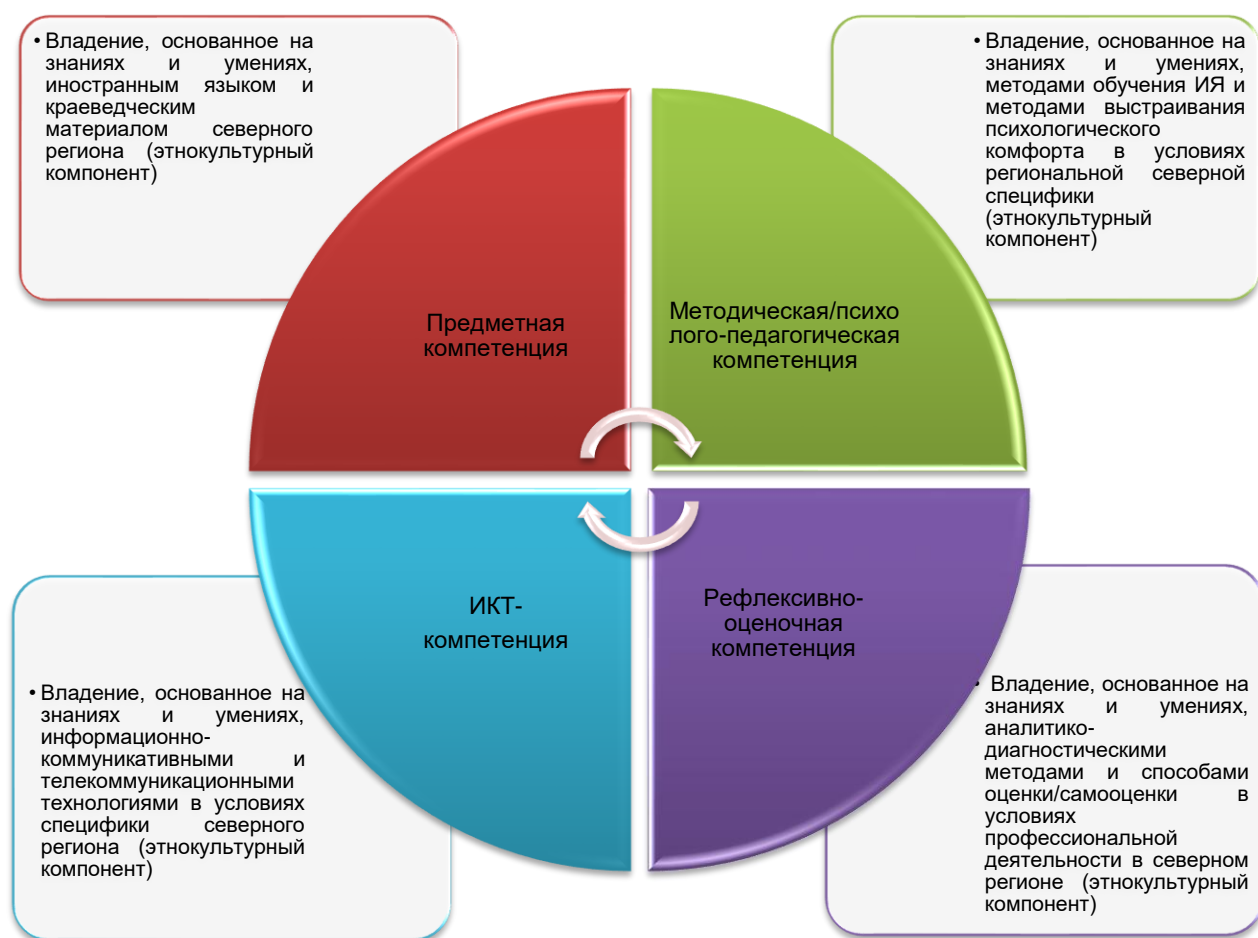 • Владение, основанное на
знаниях и умениях,
иностранным языком и
краеведческим
материалом северного
региона (этнокультурный
компонент)
• Владение, основанное на
знаниях и умениях,
методами обучения ИЯ и
методами выстраивания
психологического
комфорта в условиях
региональной северной
специфики
(этнокультурный
компонент)
Предметная
компетенция
Методическая/психо
лого-педагогическая
компетенция
ИКТ-
компетенция
Рефлексивно-
оценочная
компетенция
• Владение, основанное на
знаниях и умениях,
информационно-
коммуникативными и
телекоммуникационными
технологиями в условиях
специфики северного
региона (этнокультурный
компонент)
• Владение, основанное на
знаниях и умениях,
аналитико-
диагностическими
методами и способами
оценки/самооценки в
условиях
профессиональной
деятельности в северном
регионе (этнокультурный
компонент)